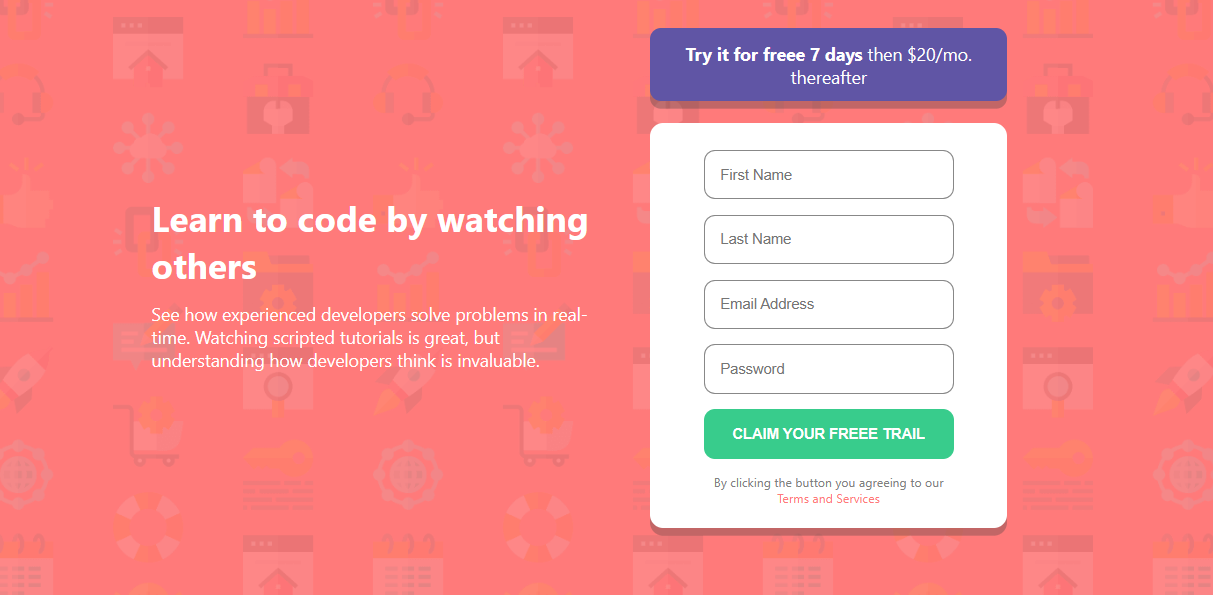 Try it for freee 7 days then $20/mo.
thereafter
Learn to code by watching
others
See how experienced developers solve problems in real-
time. Watching scripted tutorials is great, but
understanding how developers think is invaluable.
First Name
Last Name
Email Address
Password
CLAIM YOUR FREEE TRAIL
By clicking the button you agreeing to our
Terms and Services